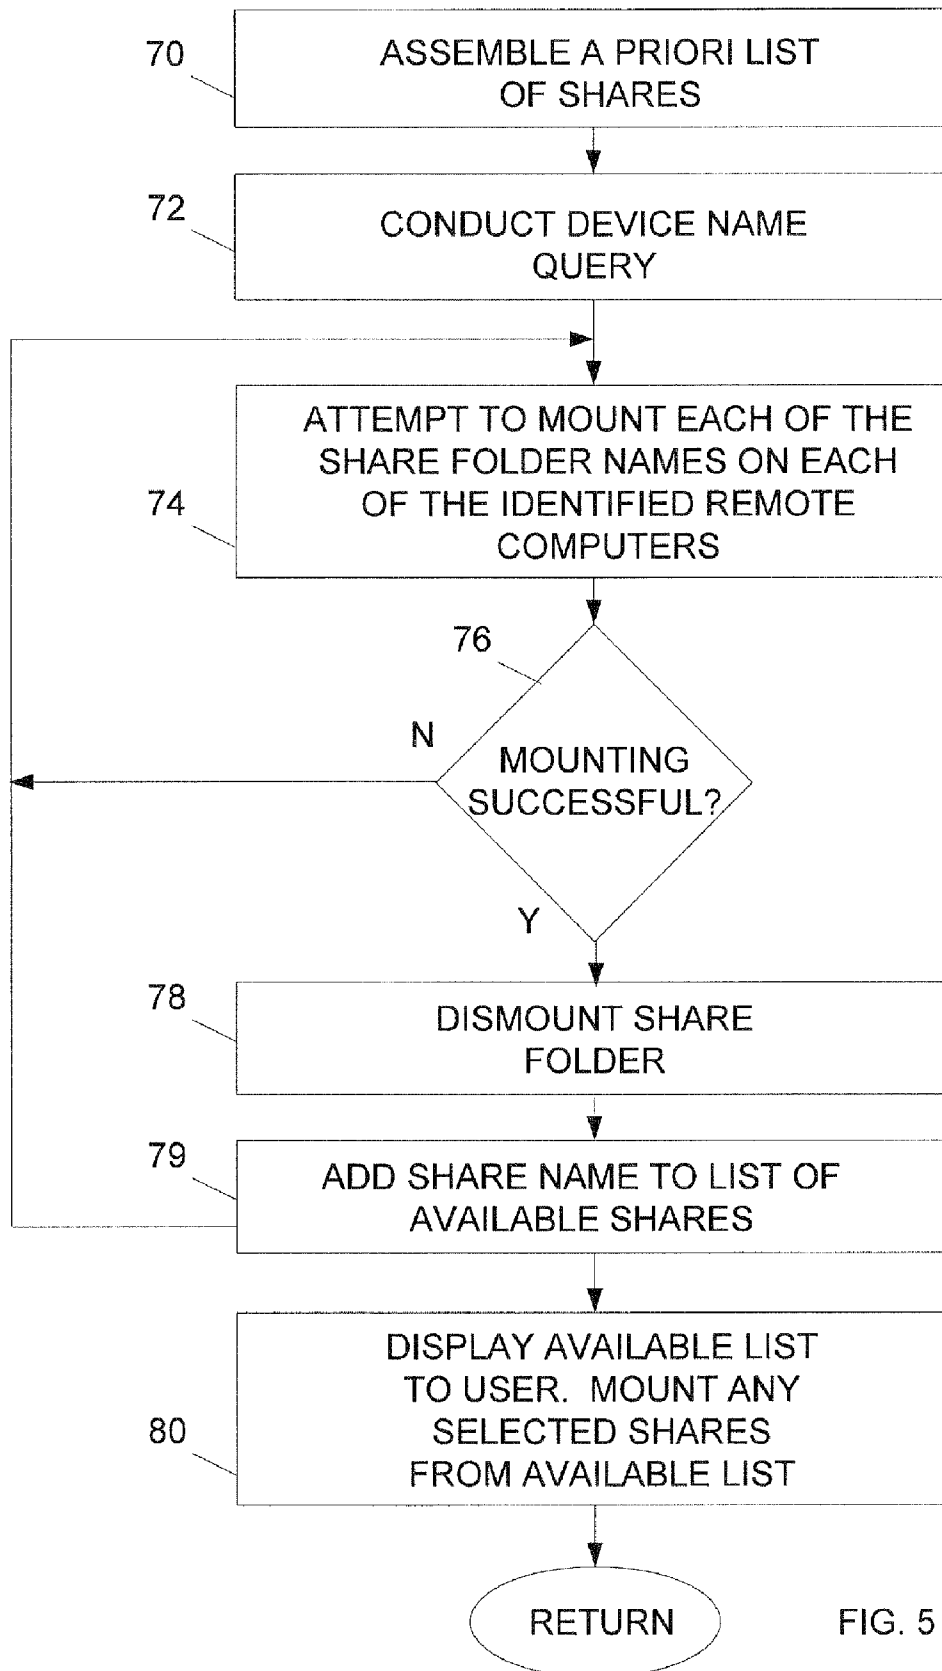 70
ASSEMBLE A PRIORI LIST
OF SHARES
72
CONDUCT DEVICE NAME
QUERY
74
ATTEMPT TO MOUNT EACH OF THE
SHARE FOLDER NAMES ON EACH
OF THE IDENTIFIED REMOTE
COMPUTERS
76
N
MOUNTING
SUCCESSFUL?
Y
78
DISMOUNT SHARE
FOLDER
79
ADD SHARE NAME TO LIST OF
AVAILABLE SHARES
80
DISPLAY AVAILABLE LIST
TO USER. MOUNT ANY
SELECTED SHARES
FROM AVAILABLE LIST
RETURN
FIG. 5